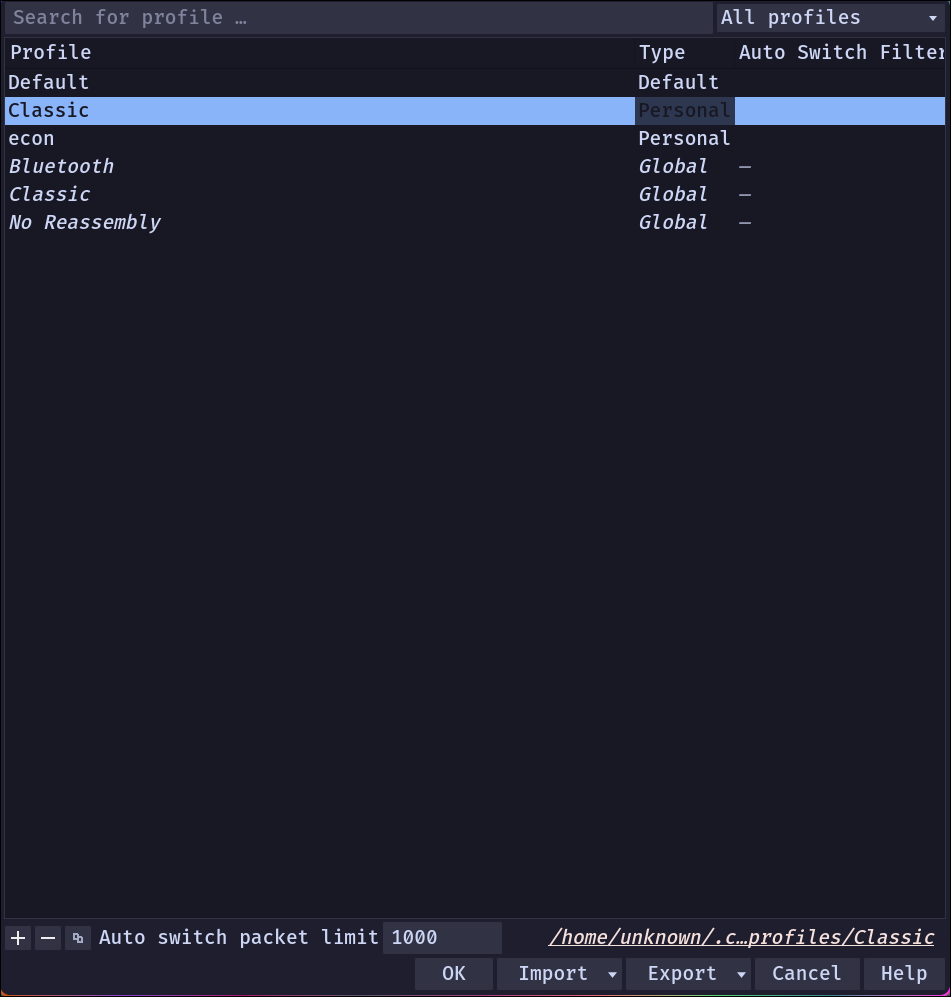 Search for profile … All profiles
Profile Type Auto Switch Filter
Default Default
Classic Personal
econ Personal
Bluetooth Global —
Classic Global —
No Reassembly Global —
Auto switch packet limit 1000 /home/unknown/.c…profiles/Classic
OK Import Export Cancel Help